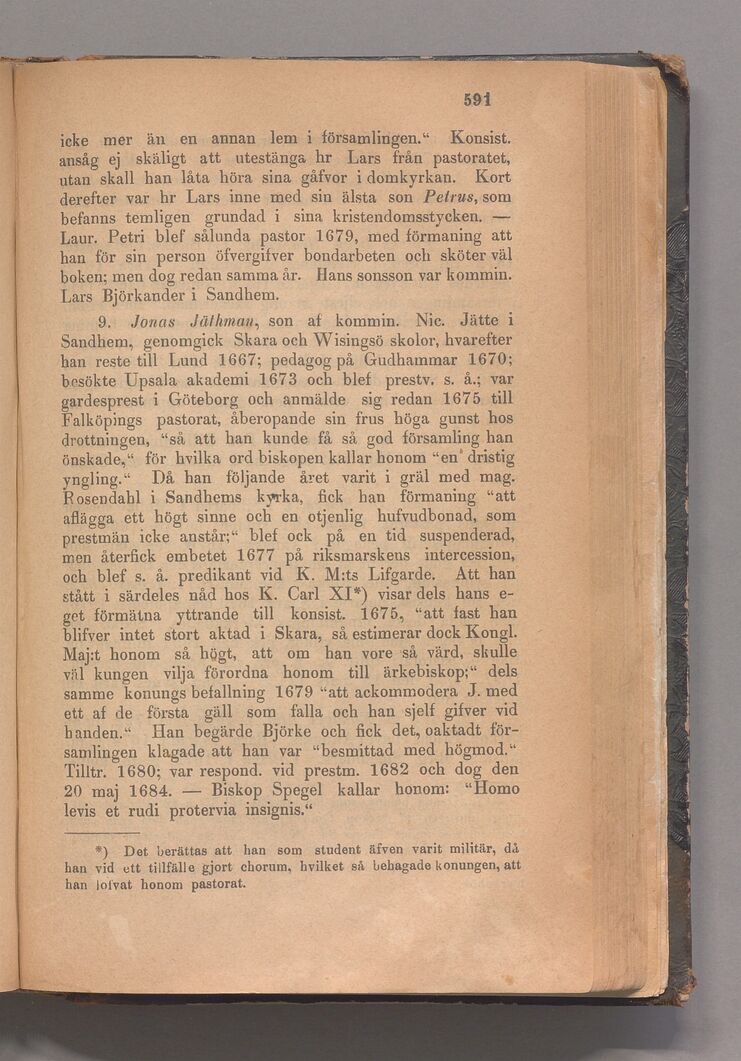 591
icke mer än en annan lem i församlingen.“ Konsist.
ansåg ej skäligt att utestänga hr Lars från pastoratet,
utan skall han låta höra sina gåfvor i domkyrkan. Kort
derefter var hr Lars inne med sin älsta son Petrus, som
befanns temligen grundad i sina kristendomsstycken. —
Laur. Petri blef sålunda pastor 1679, med förmaning att
han för sin person öfvergifver bondarbeten och sköter väl
boken; men dog redan samma år. Hans sonsson var kommin.
Lars Björkander i Sandhem.
9. Jonas Jäthman, son af kommin. Nic. Jätte i
Sandhem, genomgick Skara och Wisingsö skolor, hvarefter
han reste till Lund 1667; pedagog på Gudhammar 1670;
besökte Upsala akademi 1673 och blef prestv. s. å.; var
gardesprest i Göteborg och anmälde sig redan 1675 till
Falköpings pastorat, åberopande sin frus höga gunst hos
drottningen, “så att han kunde få så god församling han
önskade,“ för hvilka ord biskopen kallar honom “en dristig
yngling.“ Då han följande året varit i gräl med mag.
Rosendahl i Sandhems kyrka, fick han förmaning “att
aflägga ett högt sinne och en otjenlig hufvudbonad, som
prestmän icke anstår;“ blef ock på en tid suspenderad,
men återfick embetet 1677 på riksmarskens intercession,
och blef s. å. predikant vid K. M:ts Lifgarde. Att han
stått i särdeles nåd hos K. Carl XI*) visar dels hans e-
get förmätna yttrande till konsist. 1675, “att fast han
blifver intet stort aktad i Skara, så estimerar dock Kongl.
Maj:t honom så högt, att om han vore så värd, skulle
väl kungen vilja förordna honom till ärkebiskop;“ dels
samme konungs befallning 1679 “att ackommodera J. med
ett af de första gäll som falla och han sjelf gifver vid
handen.“ Han begärde Björke och fick det, oaktadt för-
samlingen klagade att han var “besmittad med högmod.“
Tilltr. 1680; var respond. vid prestm. 1682 och dog den
20 maj 1684. — Biskop Spegel kallar honom: “Homo
levis et rudi protervia insignis.“
*) Det berättas att han som student äfven varit militär, då
han vid ett tillfälle gjort chorum, hvilket så behagade konungen, att
han lofvat honom pastorat.